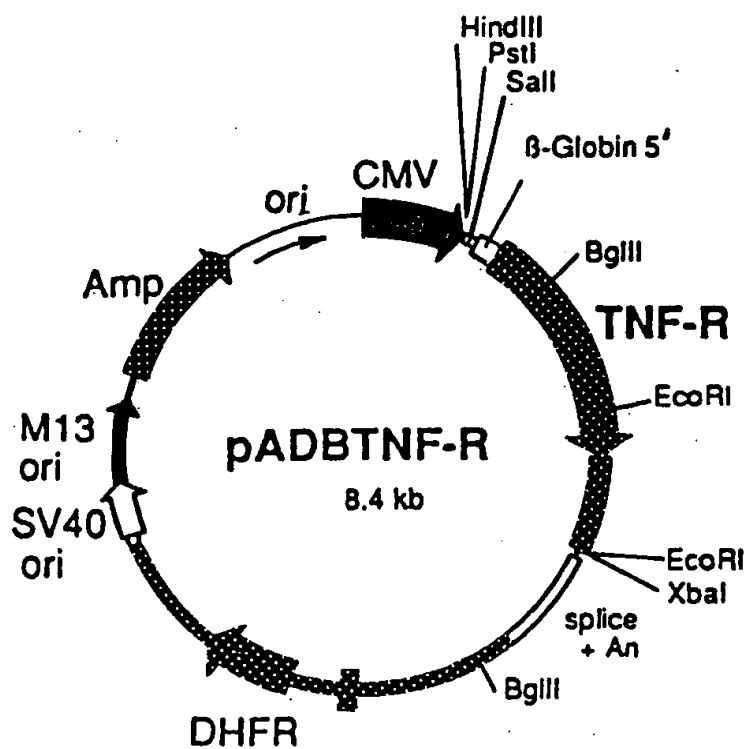 HindIII
PstI
SalI
β-Globin 5'
CMV
ori
BglII
Amp
TNF-R
EcoRI
M13
ori
pADBTNF-R
8.4 kb
SV40
ori
EcoRI
XbaI
splice
+ An
BglII
DHFR